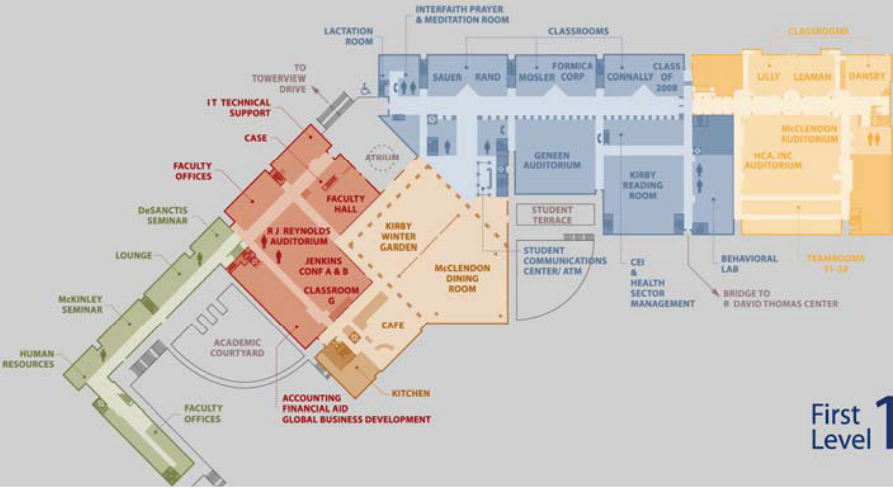 INTERFAITH PRAYER
& MEDITATION ROOM
LACTATION
ROOM
CLASSROOMS
CLASSROOMS
SAUER
RAND
MOSLER
FORMICA
CORP
CONNALLY
CLASS
OF
2008
LILLY
LEAMAN
DANSBY
TO
TOWERVIEW
DRIVE
IT TECHNICAL
SUPPORT
CASE
ATRIUM
FACULTY
OFFICES
FACULTY
HALL
GENEEN
AUDITORIUM
KIRBY
READING
ROOM
McCLENDON
AUDITORIUM
HCA, INC
AUDITORIUM
DeSANCTIS
SEMINAR
LOUNGE
McKINLEY
SEMINAR
HUMAN
RESOURCES
R J REYNOLDS
AUDITORIUM
JENKINS
CONF A & B
CLASSROOM
G
KIRBY
WINTER
GARDEN
McCLENDON
DINING
ROOM
STUDENT
TERRACE
STUDENT
COMMUNICATIONS
CENTER/ ATM
CEI
&
HEALTH
SECTOR
MANAGEMENT
BEHAVIORAL
LAB
TEAMROOMS
BRIDGE TO
R DAVID THOMAS CENTER
ACADEMIC
COURTYARD
CAFE
KITCHEN
ACCOUNTING
FINANCIAL AID
GLOBAL BUSINESS DEVELOPMENT
FACULTY
OFFICES
First
Level 1